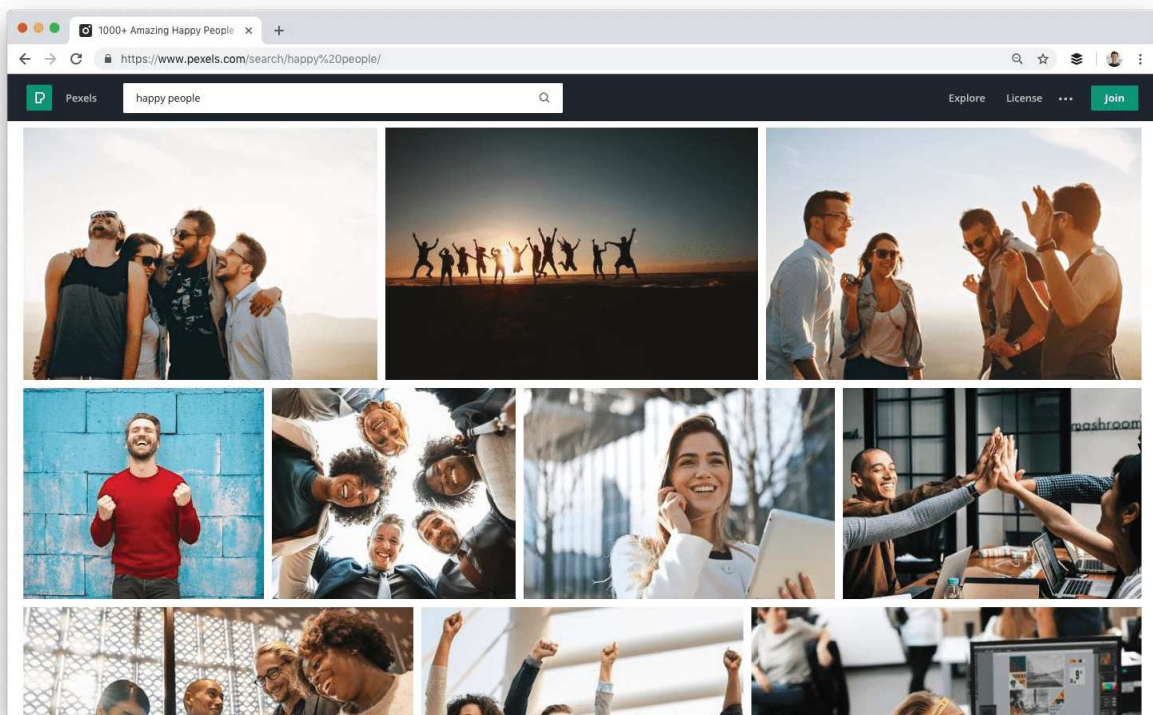 1000+ Amazing Happy People
https://www.pexels.com/search/happy%20people/
Pexels
happy people
Explore License
Join
mashroom